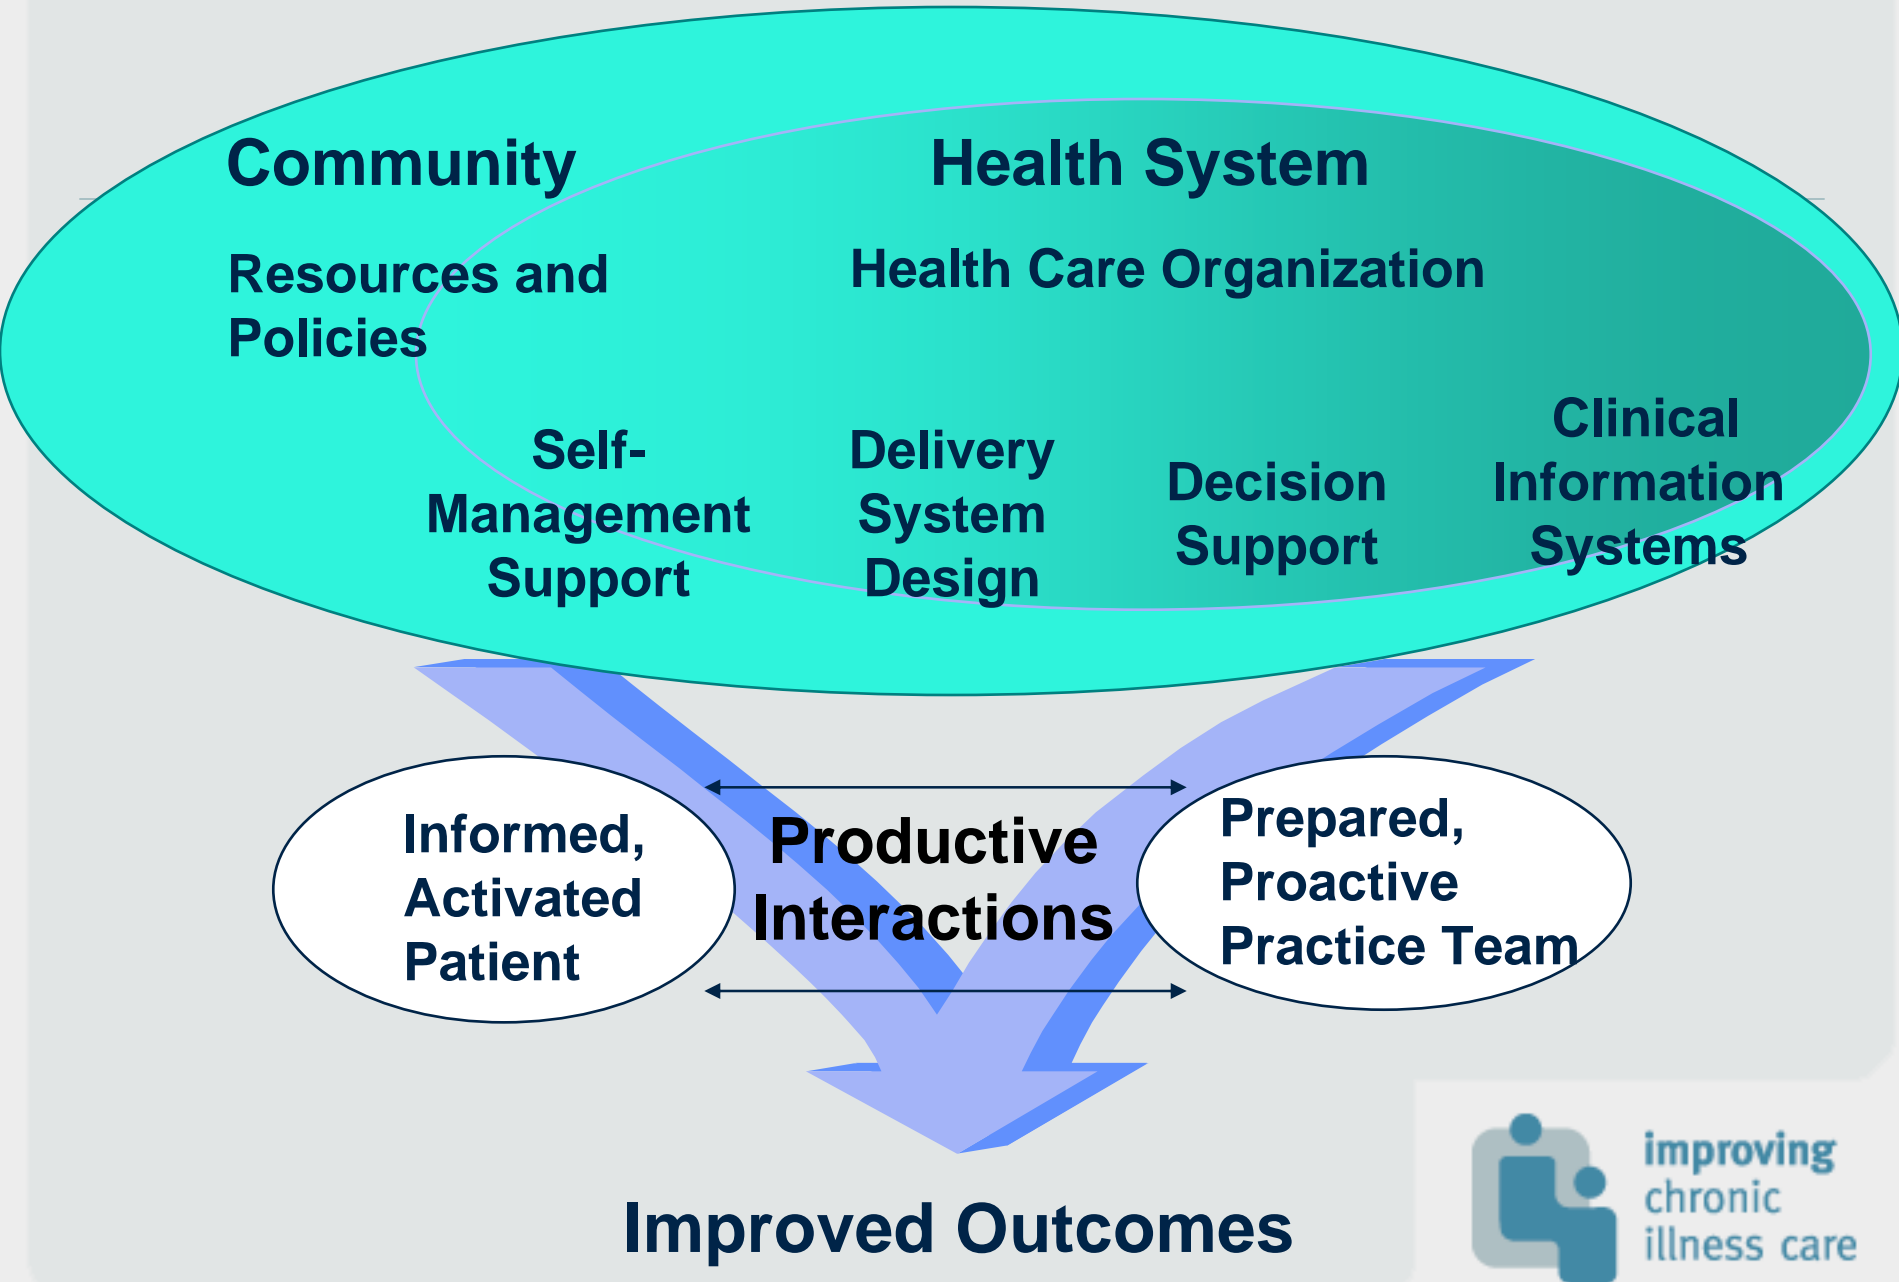 Community
Health System
Resources and
Policies
Health Care Organization
Self-
Management
Support
Delivery
System
Design
Decision
Support
Clinical
Information
Systems
Informed,
Activated
Patient
Productive
Interactions
Prepared,
Proactive
Practice Team
Improved Outcomes
improving
chronic
illness care